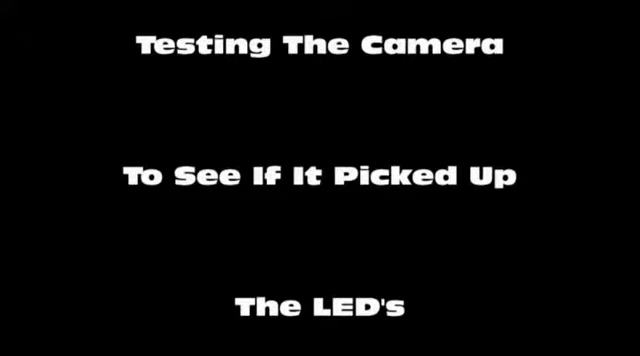 Testing The Camera
To See If It Picked Up
The LED's